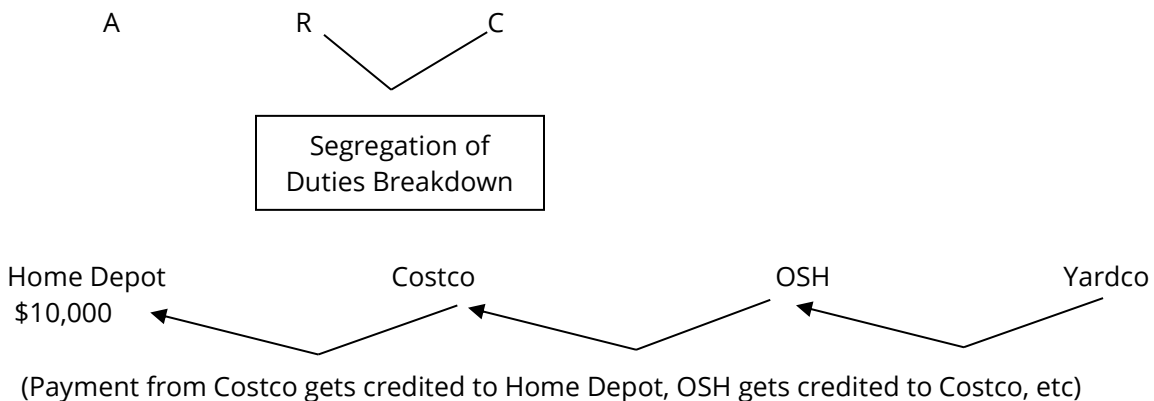 A R C
Segregation of
Duties Breakdown
Home Depot Costco OSH Yardco
$10,000
(Payment from Costco gets credited to Home Depot, OSH gets credited to Costco, etc)